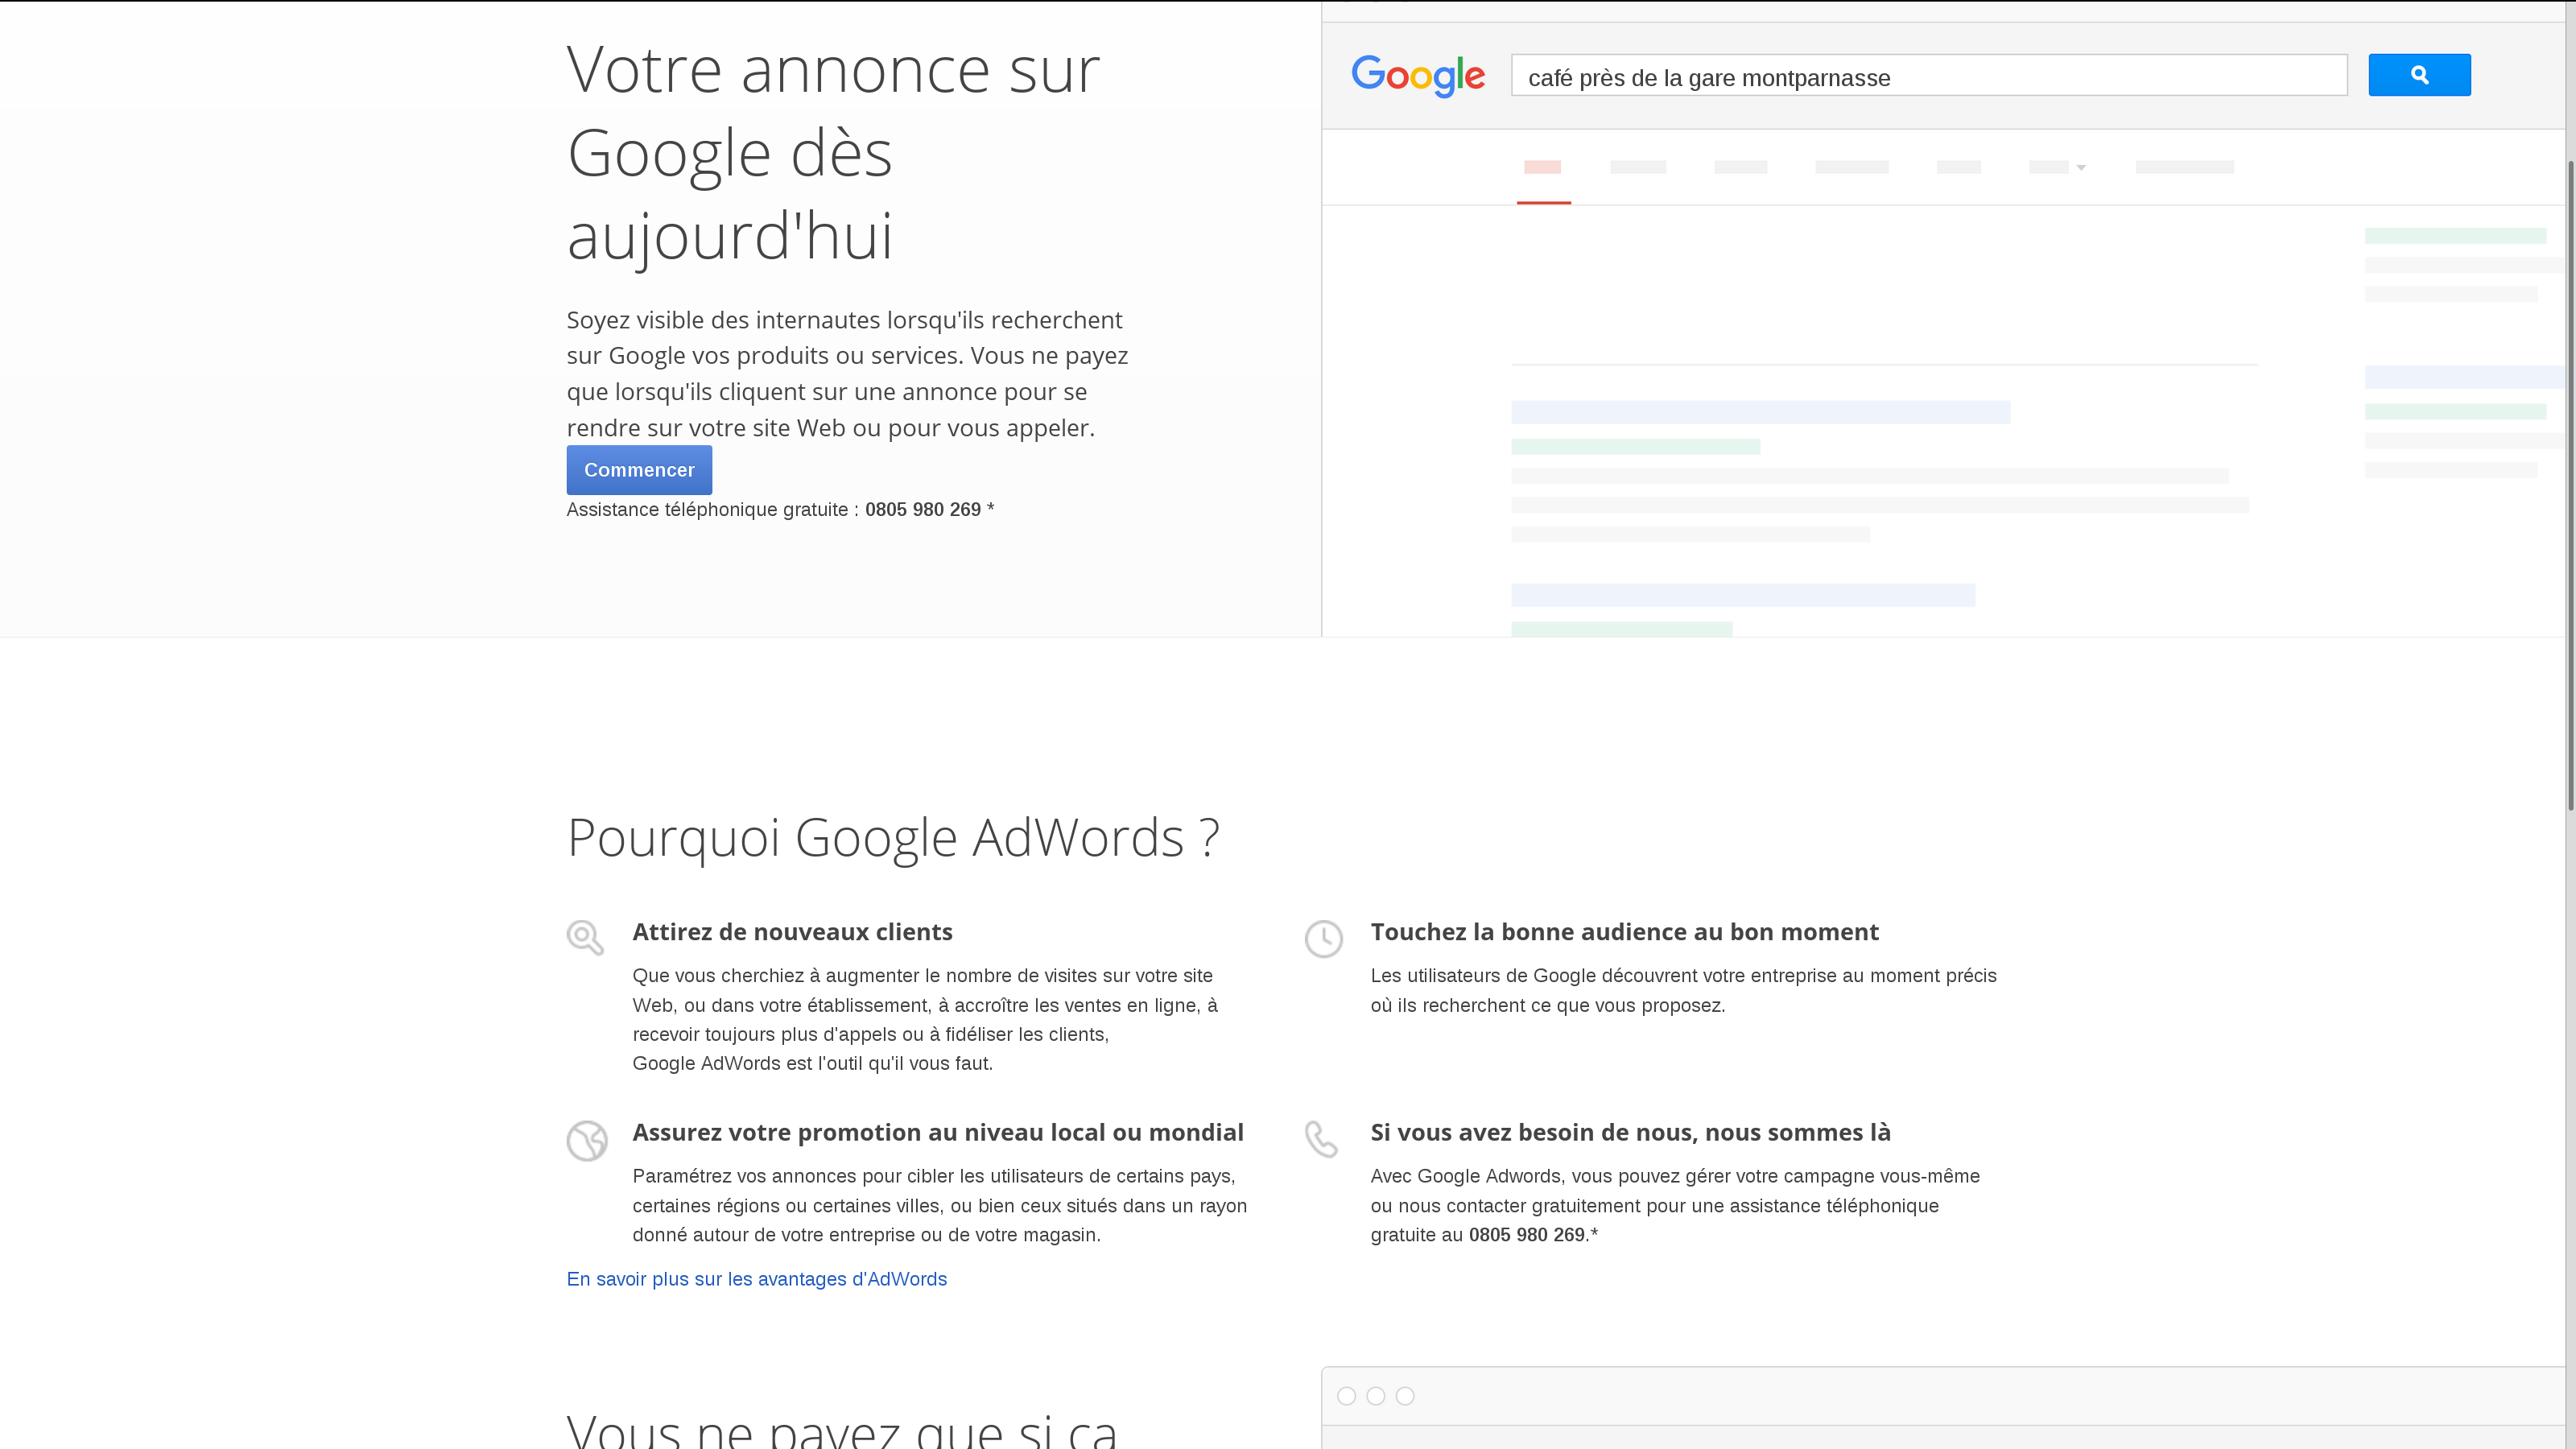 Votre annonce sur
Google dès
aujourd'hui
Soyez visible des internautes lorsqu'ils recherchent
sur Google vos produits ou services. Vous ne payez
que lorsqu'ils cliquent sur une annonce pour se
rendre sur votre site Web ou pour vous appeler.
Commencer
Assistance téléphonique gratuite : 0805 980 269 *
Google
café près de la gare montparnasse
Pourquoi Google AdWords ?
Attirez de nouveaux clients
Que vous cherchiez à augmenter le nombre de visites sur votre site
Web, ou dans votre établissement, à accroître les ventes en ligne, à
recevoir toujours plus d'appels ou à fidéliser les clients,
Google AdWords est l'outil qu'il vous faut.
Touchez la bonne audience au bon moment
Les utilisateurs de Google découvrent votre entreprise au moment précis
où ils recherchent ce que vous proposez.
Assurez votre promotion au niveau local ou mondial
Paramétrez vos annonces pour cibler les utilisateurs de certains pays,
certaines régions ou certaines villes, ou bien ceux situés dans un rayon
donné autour de votre entreprise ou de votre magasin.
Si vous avez besoin de nous, nous sommes là
Avec Google Adwords, vous pouvez gérer votre campagne vous-même
ou nous contacter gratuitement pour une assistance téléphonique
gratuite au 0805 980 269.*
En savoir plus sur les avantages d'AdWords
Vous ne payez que si ça